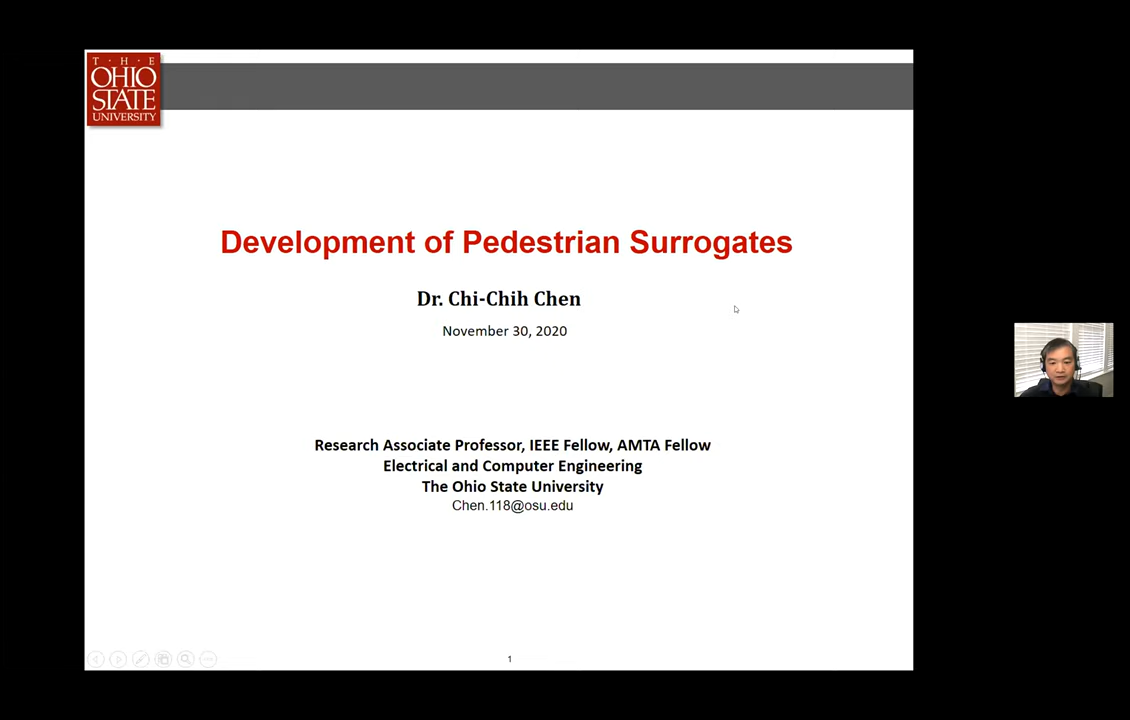 T · H · E
OHIO
STATE
UNIVERSITY
Development of Pedestrian Surrogates
Dr. Chi-Chih Chen
November 30, 2020
Research Associate Professor, IEEE Fellow, AMTA Fellow
Electrical and Computer Engineering
The Ohio State University
Chen.118@osu.edu
1